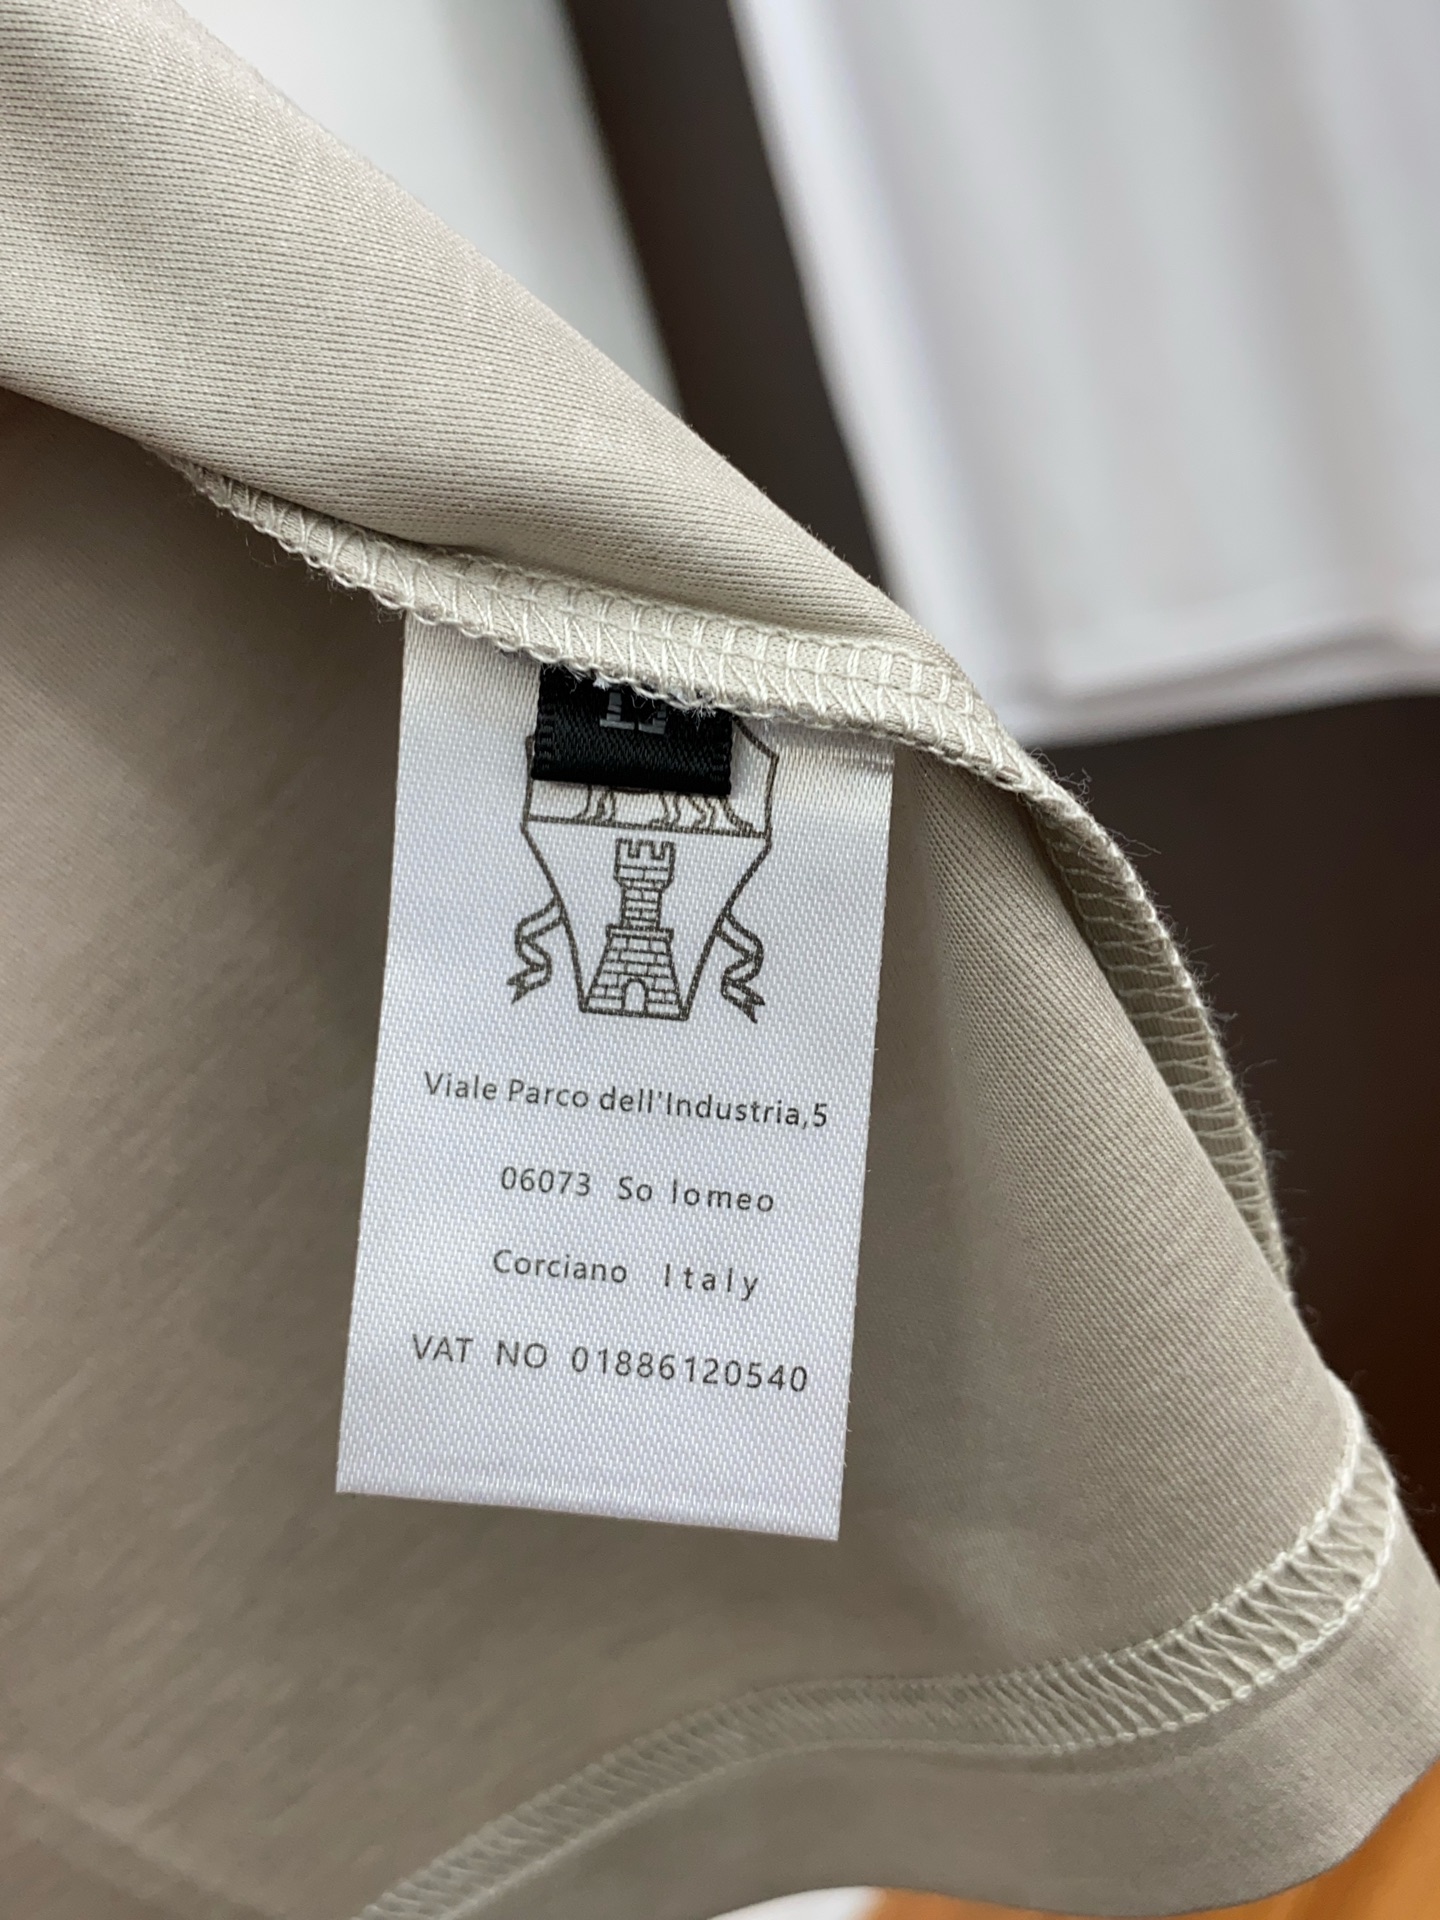 Viale Parco dell'Industria,5
06073 So lomeo
Corciano Italy
VAT NO 01886120540